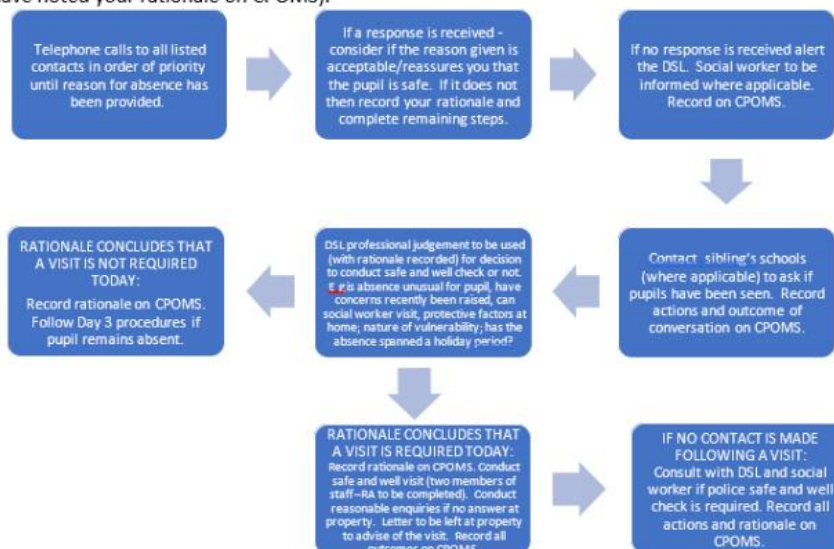 have noted your rationale on CPOMS).
Telephone calls to all listed
contacts in order of priority
until reason for absence has
been provided.
If a response is received -
consider if the reason given is
acceptable/reassures you that
the pupil is safe. If it does not
then record your rationale and
complete remaining steps.
If no response is received alert
the DSL. Social worker to be
informed where applicable.
Record on CPOMS.
Contact sibling's schools
(where applicable) to ask if
pupils have been seen. Record
actions and outcome of
conversation on CPOMS.
DSL professional judgement to be used
(with rationale recorded) for decision
to conduct safe and well check or not.
E.g is absence unusual for pupil, have
concerns recently been raised, can
social worker visit, protective factors at
home; nature of vulnerability; has the
absence spanned a holiday period?
RATIONALE CONCLUDES THAT
A VISIT IS NOT REQUIRED
TODAY:
Record rationale on CPOMS.
Follow Day 3 procedures if
pupil remains absent.
RATIONALE CONCLUDES THAT
A VISIT IS REQUIRED TODAY:
Record rationale on CPOMS. Conduct
safe and well visit (two members of
staff–RA to be completed). Conduct
reasonable enquiries if no answer at
property. Letter to be left at property
to advise of the visit. Record all
outcomes on CPOMS
IF NO CONTACT IS MADE
FOLLOWING A VISIT:
Consult with DSL and social
worker if police safe and well
check is required. Record all
actions and rationale on
CPOMS.